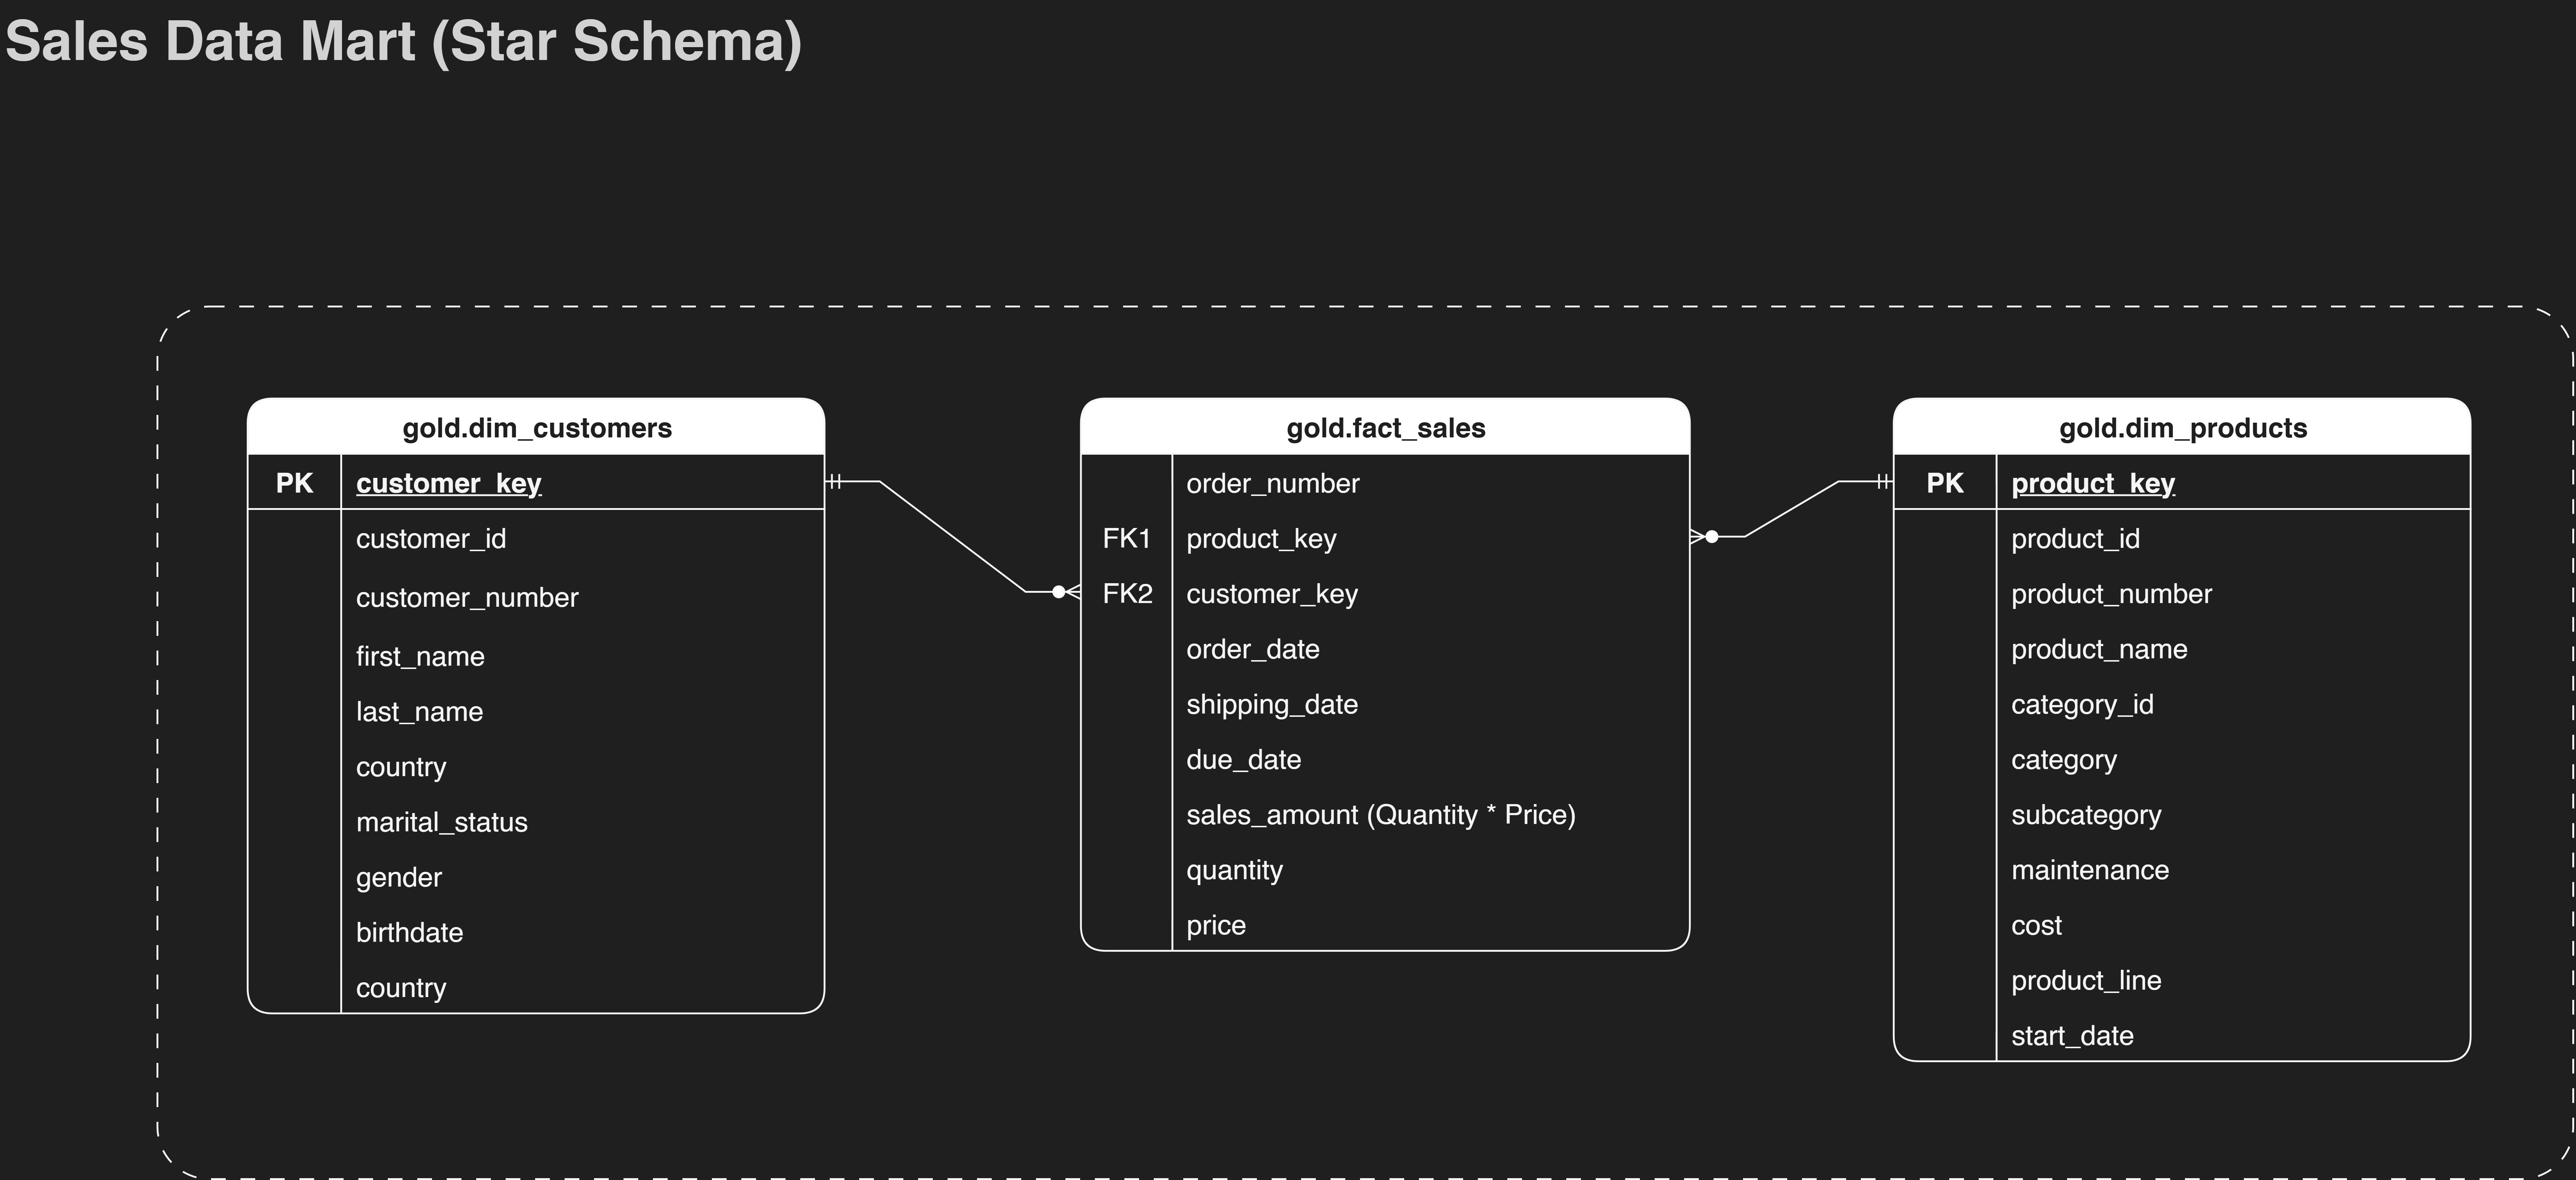 Sales Data Mart (Star Schema)
gold.dim_customers
PK customer_key
customer_id
customer_number
first_name
last_name
country
marital_status
gender
birthdate
country
gold.fact_sales
order_number
FK1 product_key
FK2 customer_key
order_date
shipping_date
due_date
sales_amount (Quantity * Price)
quantity
price
gold.dim_products
PK product_key
product_id
product_number
product_name
category_id
category
subcategory
maintenance
cost
product_line
start_date